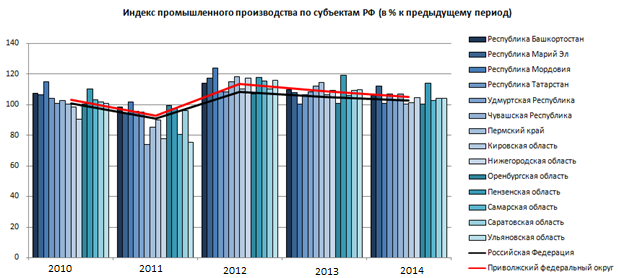 Индекс промышленного производства по субъектам РФ (в % к предыдущему период)
140
120
100
80
60
40
20
0
2010 2011 2012 2013 2014
Республика Башкортостан
Республика Марий Эл
Республика Мордовия
Республика Татарстан
Удмуртская Республика
Чувашская Республика
Пермский край
Кировская область
Нижегородская область
Оренбургская область
Пензенская область
Самарская область
Саратовская область
Ульяновская область
Российская Федерация
Приволжский федеральный округ